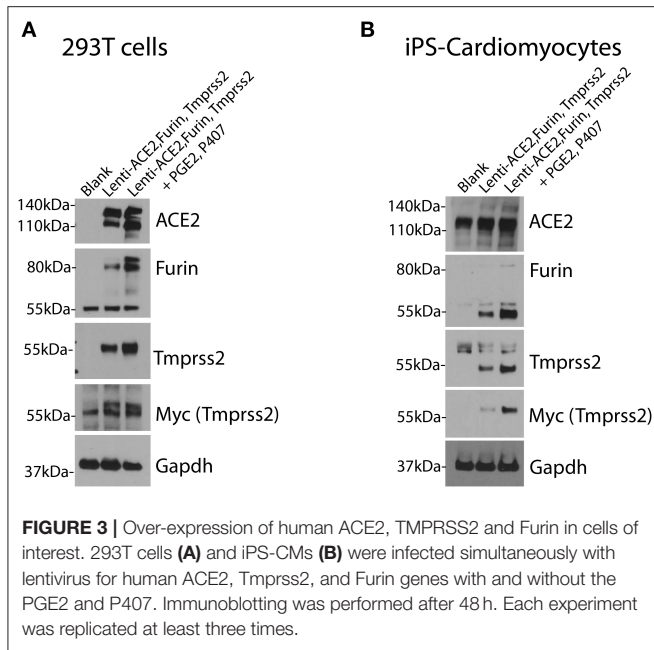 A
293T cells
Blank
Lenti-ACE2,Furin, Tmprss2
Lenti-ACE2,Furin, Tmprss2
+ PGE2, P407
140kDa-
110kDa-
ACE2
80kDa-
Furin
55kDa-
55kDa-
Tmprss2
55kDa-
Myc (Tmprss2)
37kDa-
Gapdh
B
iPS-Cardiomyocytes
Blank
Lenti-ACE2,Furin, Tmprss2
Lenti-ACE2,Furin, Tmprss2
+ PGE2, P407
140kDa-
110kDa-
ACE2
80kDa-
Furin
55kDa-
55kDa-
Tmprss2
55kDa-
Myc (Tmprss2)
37kDa-
Gapdh
FIGURE 3 | Over-expression of human ACE2, TMPRSS2 and Furin in cells of
interest. 293T cells (A) and iPS-CMs (B) were infected simultaneously with
lentivirus for human ACE2, Tmprss2, and Furin genes with and without the
PGE2 and P407. Immunoblotting was performed after 48 h. Each experiment
was replicated at least three times.